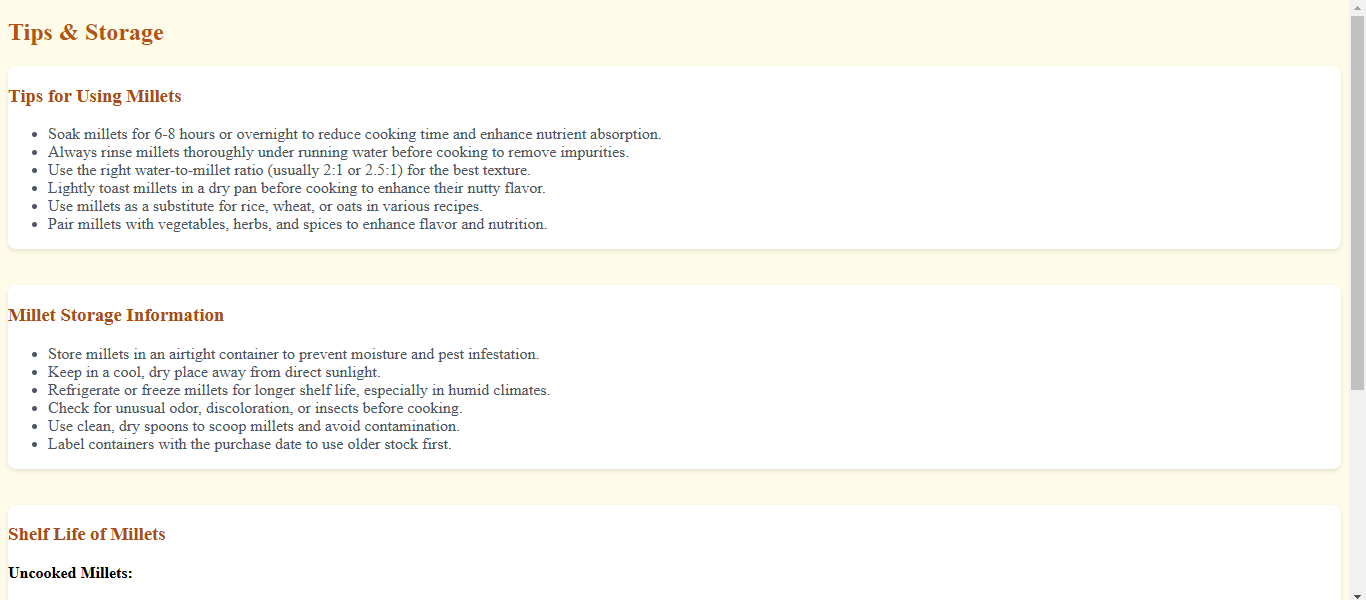 Tips & Storage
Tips for Using Millets
• Soak millets for 6-8 hours or overnight to reduce cooking time and enhance nutrient absorption.
• Always rinse millets thoroughly under running water before cooking to remove impurities.
• Use the right water-to-millet ratio (usually 2:1 or 2.5:1) for the best texture.
• Lightly toast millets in a dry pan before cooking to enhance their nutty flavor.
• Use millets as a substitute for rice, wheat, or oats in various recipes.
• Pair millets with vegetables, herbs, and spices to enhance flavor and nutrition.
Millet Storage Information
• Store millets in an airtight container to prevent moisture and pest infestation.
• Keep in a cool, dry place away from direct sunlight.
• Refrigerate or freeze millets for longer shelf life, especially in humid climates.
• Check for unusual odor, discoloration, or insects before cooking.
• Use clean, dry spoons to scoop millets and avoid contamination.
• Label containers with the purchase date to use older stock first.
Shelf Life of Millets
Uncooked Millets: